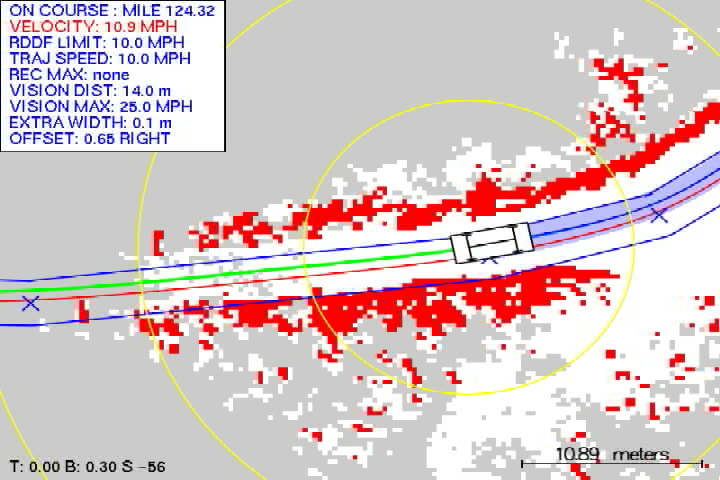 ON COURSE : MILE 124.32
VELOCITY: 10.9 MPH
RDDF LIMIT: 10.0 MPH
TRAJ SPEED: 10.0 MPH
REC MAX: none
VISION DIST: 14.0 m
VISION MAX: 25.0 MPH
EXTRA WIDTH: 0.1 m
OFFSET: 0.65 RIGHT
T: 0.00 B: 0.30 S -56
10.89 meters